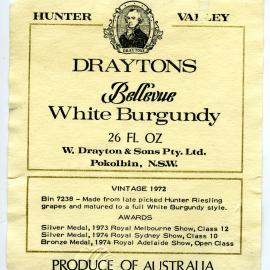 HUNTER VALLEY
DRAYTONS
DRAYTONS
Bellevue
White Burgundy
26 FL OZ
W. Drayton & Sons Pty. Ltd.
Pokolbin, N.S.W.
VINTAGE 1972
Bin 7238 – Made from late picked Hunter Riesling
grapes and matured to a full White Burgundy style.
AWARDS
Silver Medal, 1973 Royal Melbourne Show, Class 12
Silver Medal, 1974 Royal Sydney Show, Class 10
Bronze Medal, 1974 Royal Adelaide Show, Open Class
PRODUCE OF AUSTRALIA